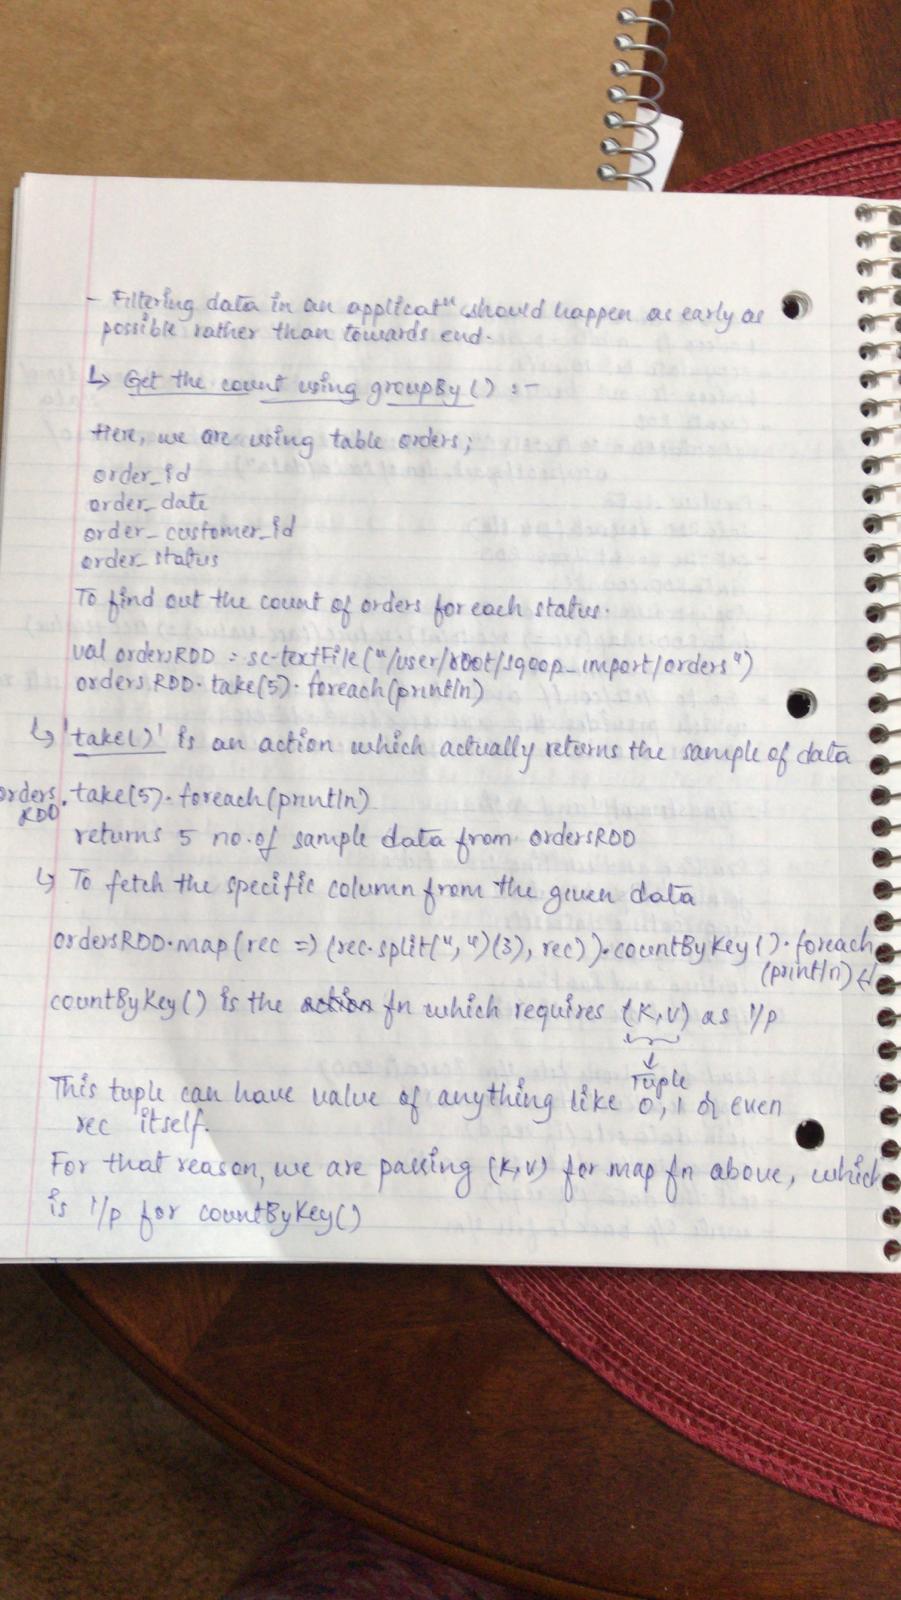 - Filtering data in an applicatⁿ should happen as early as
possible rather than towards end.
↳ Get the count using groupBy() :-
Here, we are using table orders;
order_id
order_date
order_customer_id
order_status
To find out the count of orders for each status.
val ordersRDD = sc.textFile("/user/root/sqoop_import/orders")
ordersRDD.take(5).foreach(println)
↳ 'take()' is an action which actually returns the sample of data
ordersRDD.take(5).foreach(println)
returns 5 no.of sample data from ordersRDD
↳ To fetch the specific column from the given data
ordersRDD.map(rec => (rec.split(",")(3), rec)).countByKey().foreach
(println)
countByKey() is the action fn which requires (K,V) as i/p
↓
Tuple
This tuple can have value of anything like 0, 1 or even
rec itself.
For that reason, we are passing (K,V) for map fn above, which
is i/p for countByKey()